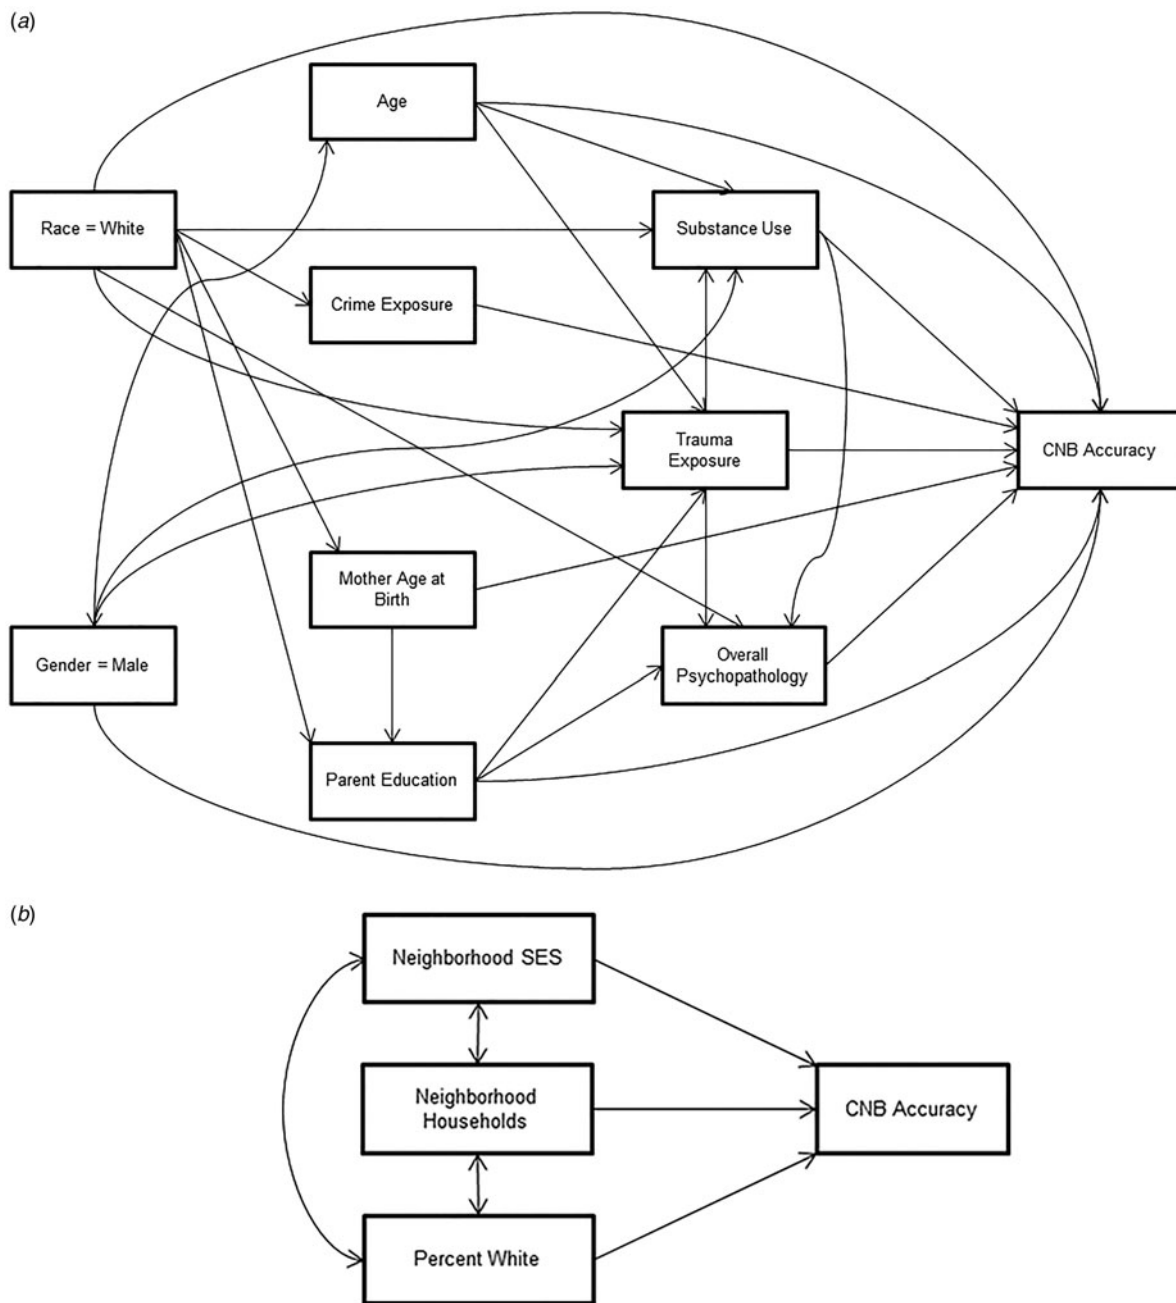 (a)
Age
Race = White
Substance Use
Crime Exposure
Trauma
Exposure
CNB Accuracy
Mother Age at
Birth
Gender = Male
Overall
Psychopathology
Parent Education
(b)
Neighborhood SES
Neighborhood
Households
CNB Accuracy
Percent White